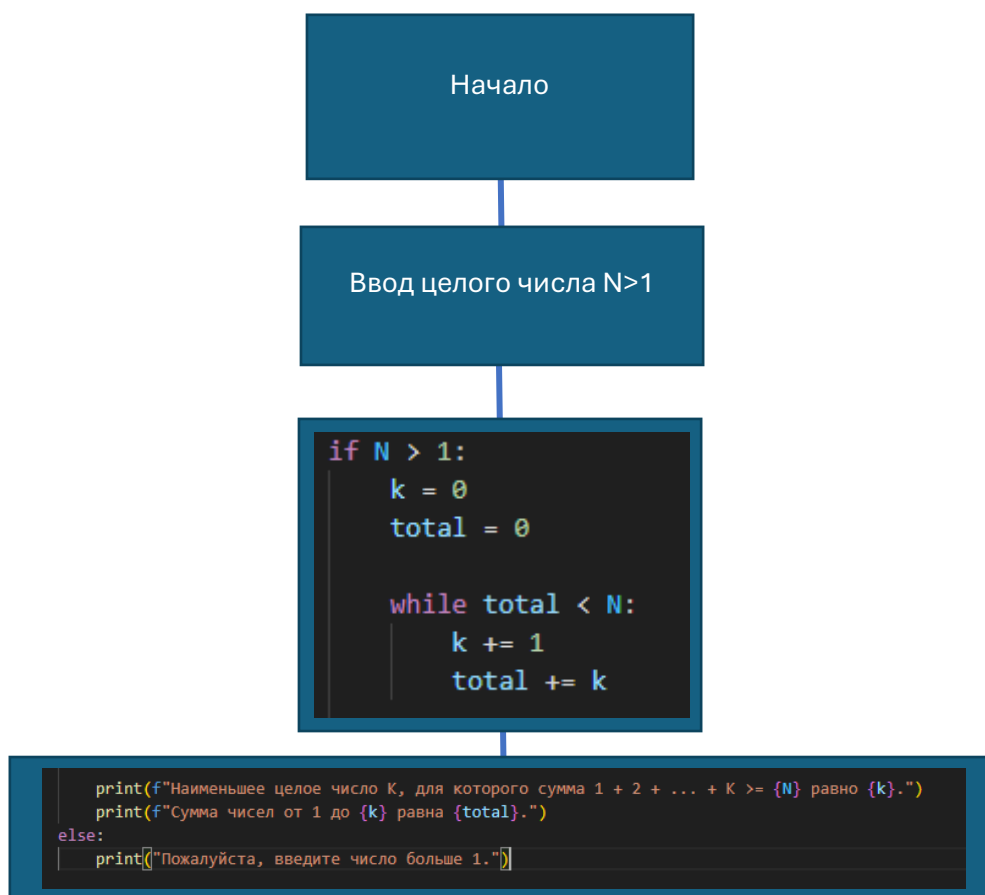 Начало
Ввод целого числа N>1
if N > 1:
    k = 0
    total = 0
    while total < N:
        k += 1
        total += k
    print(f"Наименьшее целое число K, для которого сумма 1 + 2 + ... + K >= {N} равно {k}.")
    print(f"Сумма чисел от 1 до {k} равна {total}.")
else:
    print("Пожалуйста, введите число больше 1.")